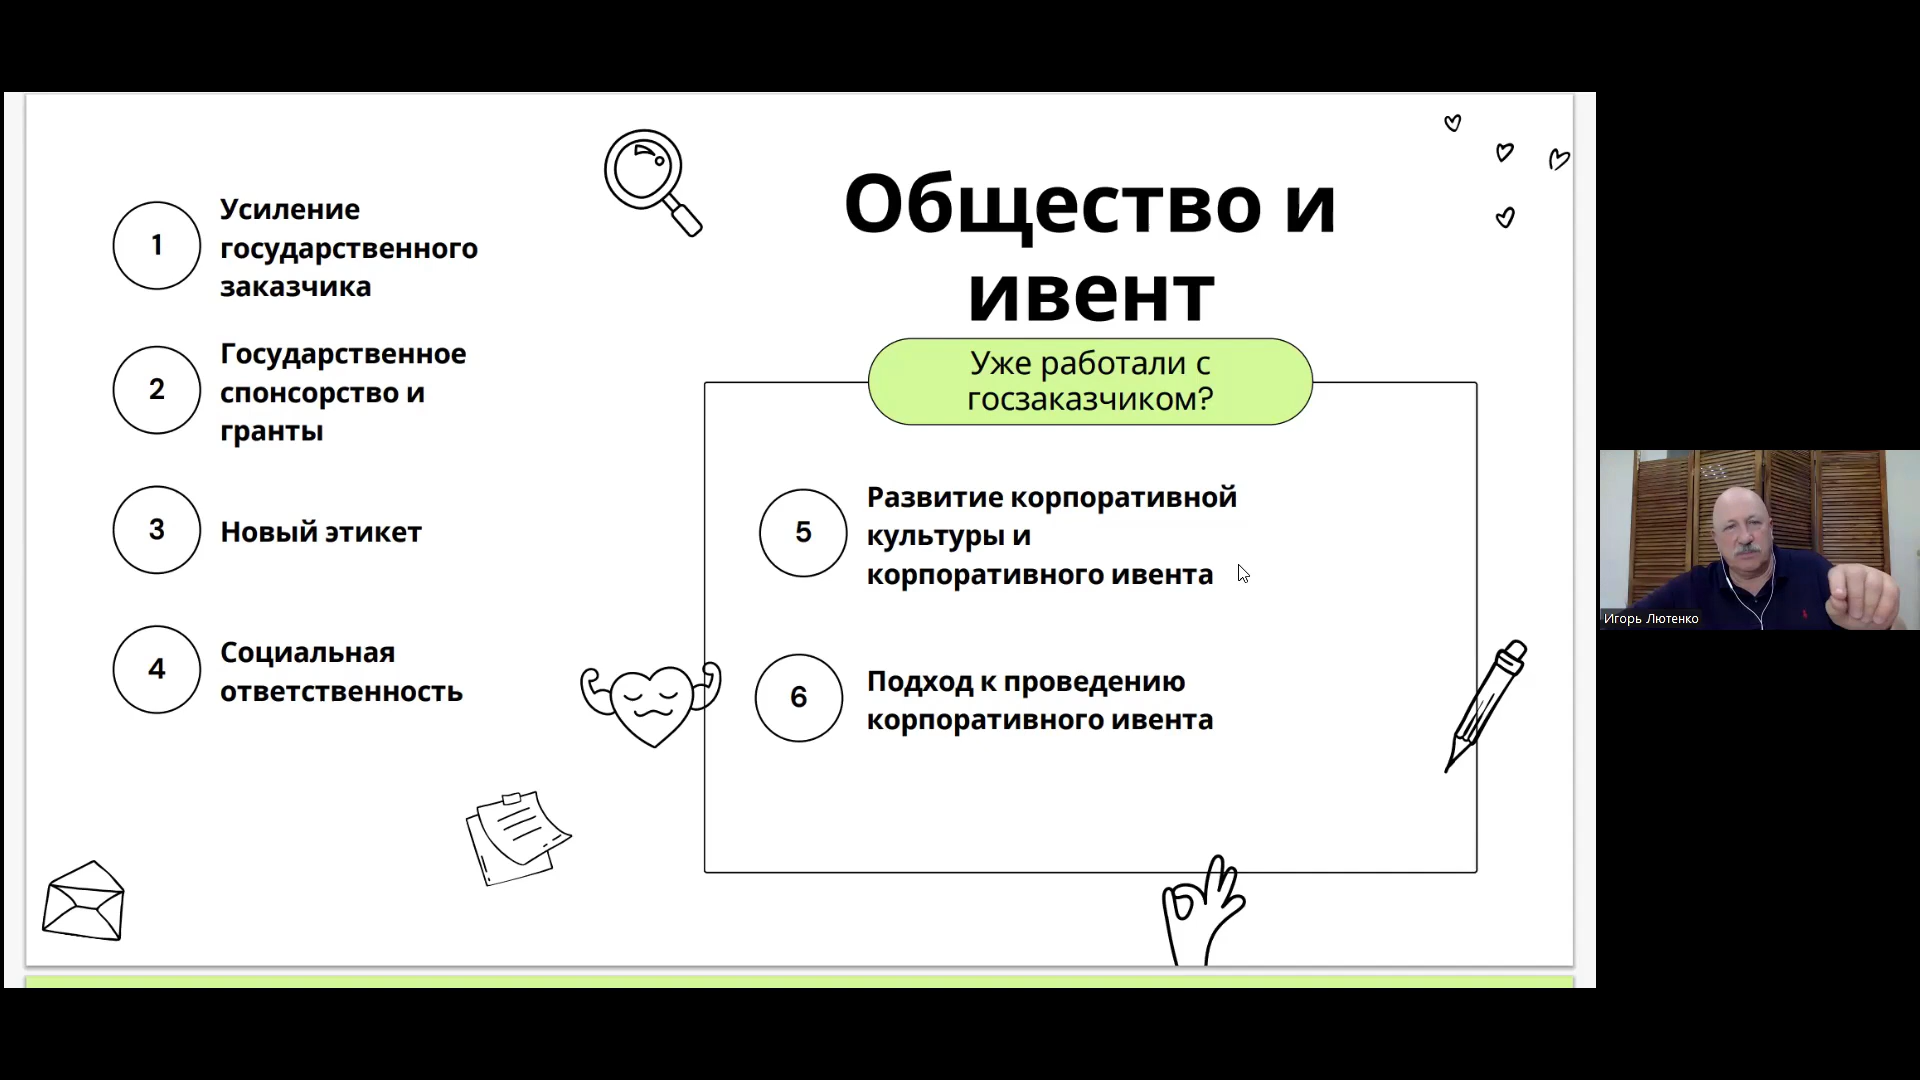 1
Усиление
государственного
заказчика
2
Государственное
спонсорство и
гранты
3
Новый этикет
4
Социальная
ответственность
Общество и
ивент
Уже работали с
госзаказчиком?
5
Развитие корпоративной
культуры и
корпоративного ивента
6
Подход к проведению
корпоративного ивента
Игорь Лютенко